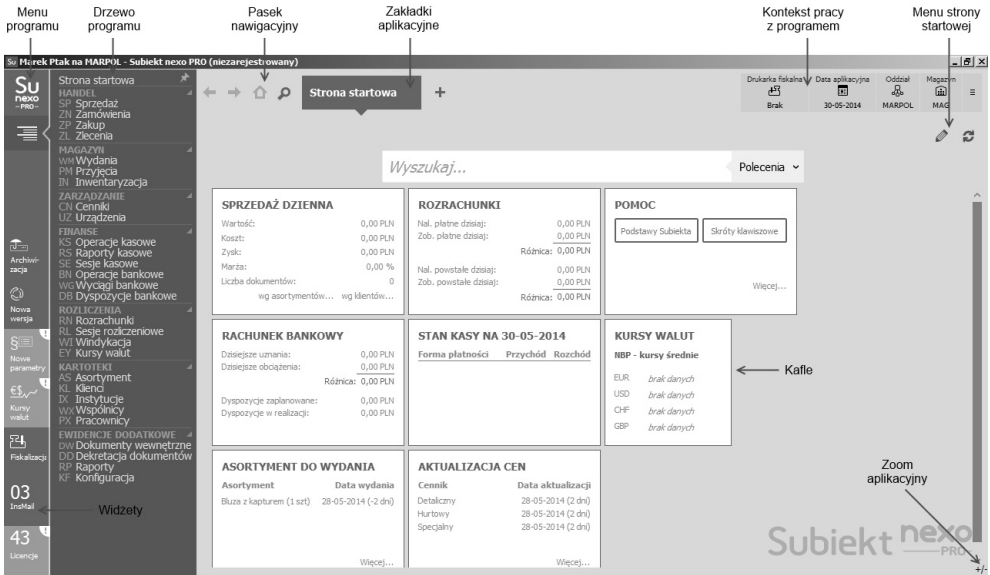 Menu programu
Drzewo programu
Pasek nawigacyjny
Zakładki aplikacyjne
Kontekst pracy z programem
Menu strony startowej
Su Marek Ptak na MARPOL - Subiekt nexo PRO (niezarejestrowany)
Su
nexo
–PRO–
Archiwi-
zacja
Nowa
wersja
Nowe
parametry
Kursy
walut
Fiskalizacja
03
InsMail
43
Licencje
Strona startowa
HANDEL
SP Sprzedaż
ZN Zamówienia
ZP Zakup
ZL Zlecenia
MAGAZYN
WM Wydania
PM Przyjęcia
IN Inwentaryzacja
ZARZĄDZANIE
CN Cenniki
UZ Urządzenia
FINANSE
KS Operacje kasowe
RS Raporty kasowe
SE Sesje kasowe
BN Operacje bankowe
WG Wyciągi bankowe
DB Dyspozycje bankowe
ROZLICZENIA
RN Rozrachunki
RL Sesje rozliczeniowe
WI Windykacja
EY Kursy walut
KARTOTEKI
AS Asortyment
KL Klienci
IX Instytucje
WX Wspólnicy
PX Pracownicy
EWIDENCJE DODATKOWE
DW Dokumenty wewnętrzne
DD Dekretacja dokumentów
RP Raporty
KF Konfiguracja
Widżety
Strona startowa +
Drukarka fiskalna Data aplikacyjna Oddział Magazyn
Brak 30-05-2014 MARPOL MAG
Wyszukaj... Polecenia
SPRZEDAŻ DZIENNA
Wartość: 0,00 PLN
Koszt: 0,00 PLN
Zysk: 0,00 PLN
Marża: 0,00 %
Liczba dokumentów: 0
wg asortymentów... wg klientów...
ROZRACHUNKI
Nal. płatne dzisiaj: 0,00 PLN
Zob. płatne dzisiaj: 0,00 PLN
Różnica: 0,00 PLN
Nal. powstałe dzisiaj: 0,00 PLN
Zob. powstałe dzisiaj: 0,00 PLN
Różnica: 0,00 PLN
POMOC
Podstawy Subiekta Skróty klawiszowe
Więcej...
RACHUNEK BANKOWY
Dzisiejsze uznania: 0,00 PLN
Dzisiejsze obciążenia: 0,00 PLN
Różnica: 0,00 PLN
Dyspozycje zaplanowane: 0,00 PLN
Dyspozycje w realizacji: 0,00 PLN
STAN KASY NA 30-05-2014
Forma płatności Przychód Rozchód
KURSY WALUT
NBP - kursy średnie
EUR brak danych
USD brak danych
CHF brak danych
GBP brak danych
Kafle
ASORTYMENT DO WYDANIA
Asortyment Data wydania
Bluza z kapturem (1 szt) 28-05-2014 (-2 dni)
Więcej...
AKTUALIZACJA CEN
Cennik Data aktualizacji
Detaliczny 28-05-2014 (2 dni)
Hurtowy 28-05-2014 (2 dni)
Specjalny 28-05-2014 (2 dni)
Więcej...
Zoom aplikacyjny
Subiekt nexo
PRO
+/-